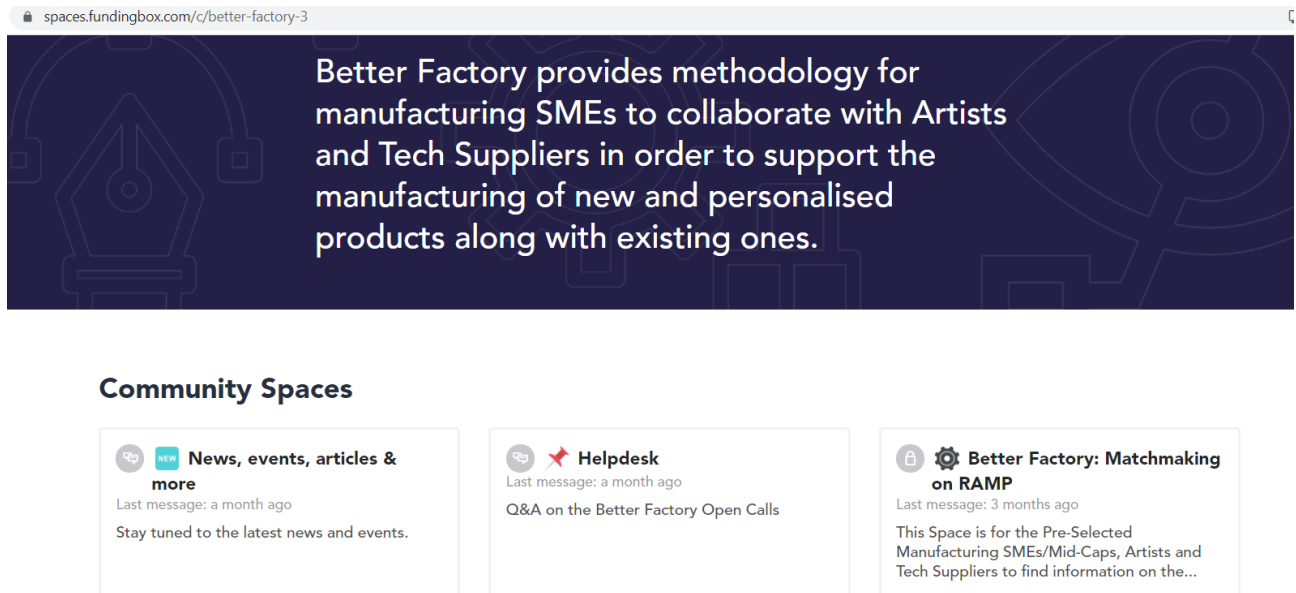 spaces.fundingbox.com/c/better-factory-3
Better Factory provides methodology for
manufacturing SMEs to collaborate with Artists
and Tech Suppliers in order to support the
manufacturing of new and personalised
products along with existing ones.
Community Spaces
NEW News, events, articles &
more
Last message: a month ago
Stay tuned to the latest news and events.
Helpdesk
Last message: a month ago
Q&A on the Better Factory Open Calls
Better Factory: Matchmaking
on RAMP
Last message: 3 months ago
This Space is for the Pre-Selected
Manufacturing SMEs/Mid-Caps, Artists and
Tech Suppliers to find information on the...